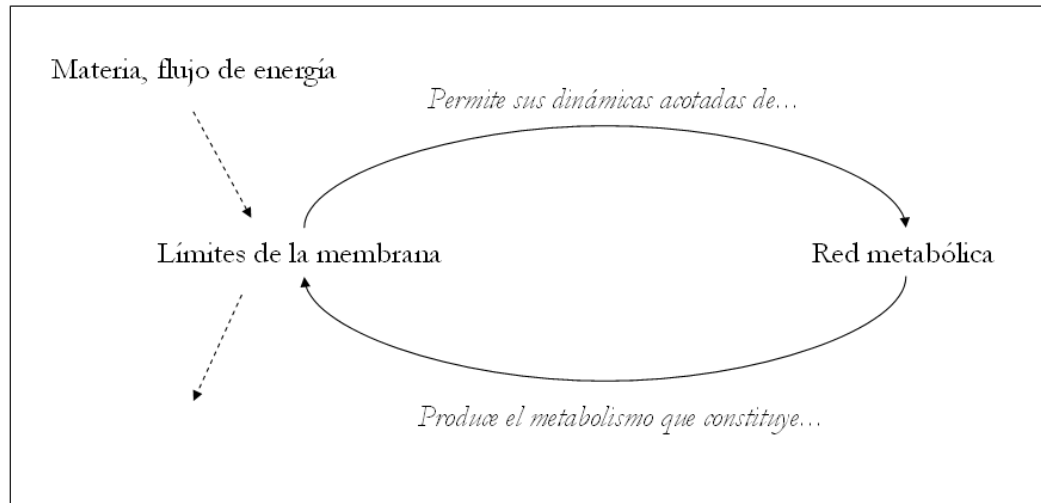 Materia, flujo de energía
Permite sus dinámicas acotadas de...
Límites de la membrana
Red metabólica
Produce el metabolismo que constituye...